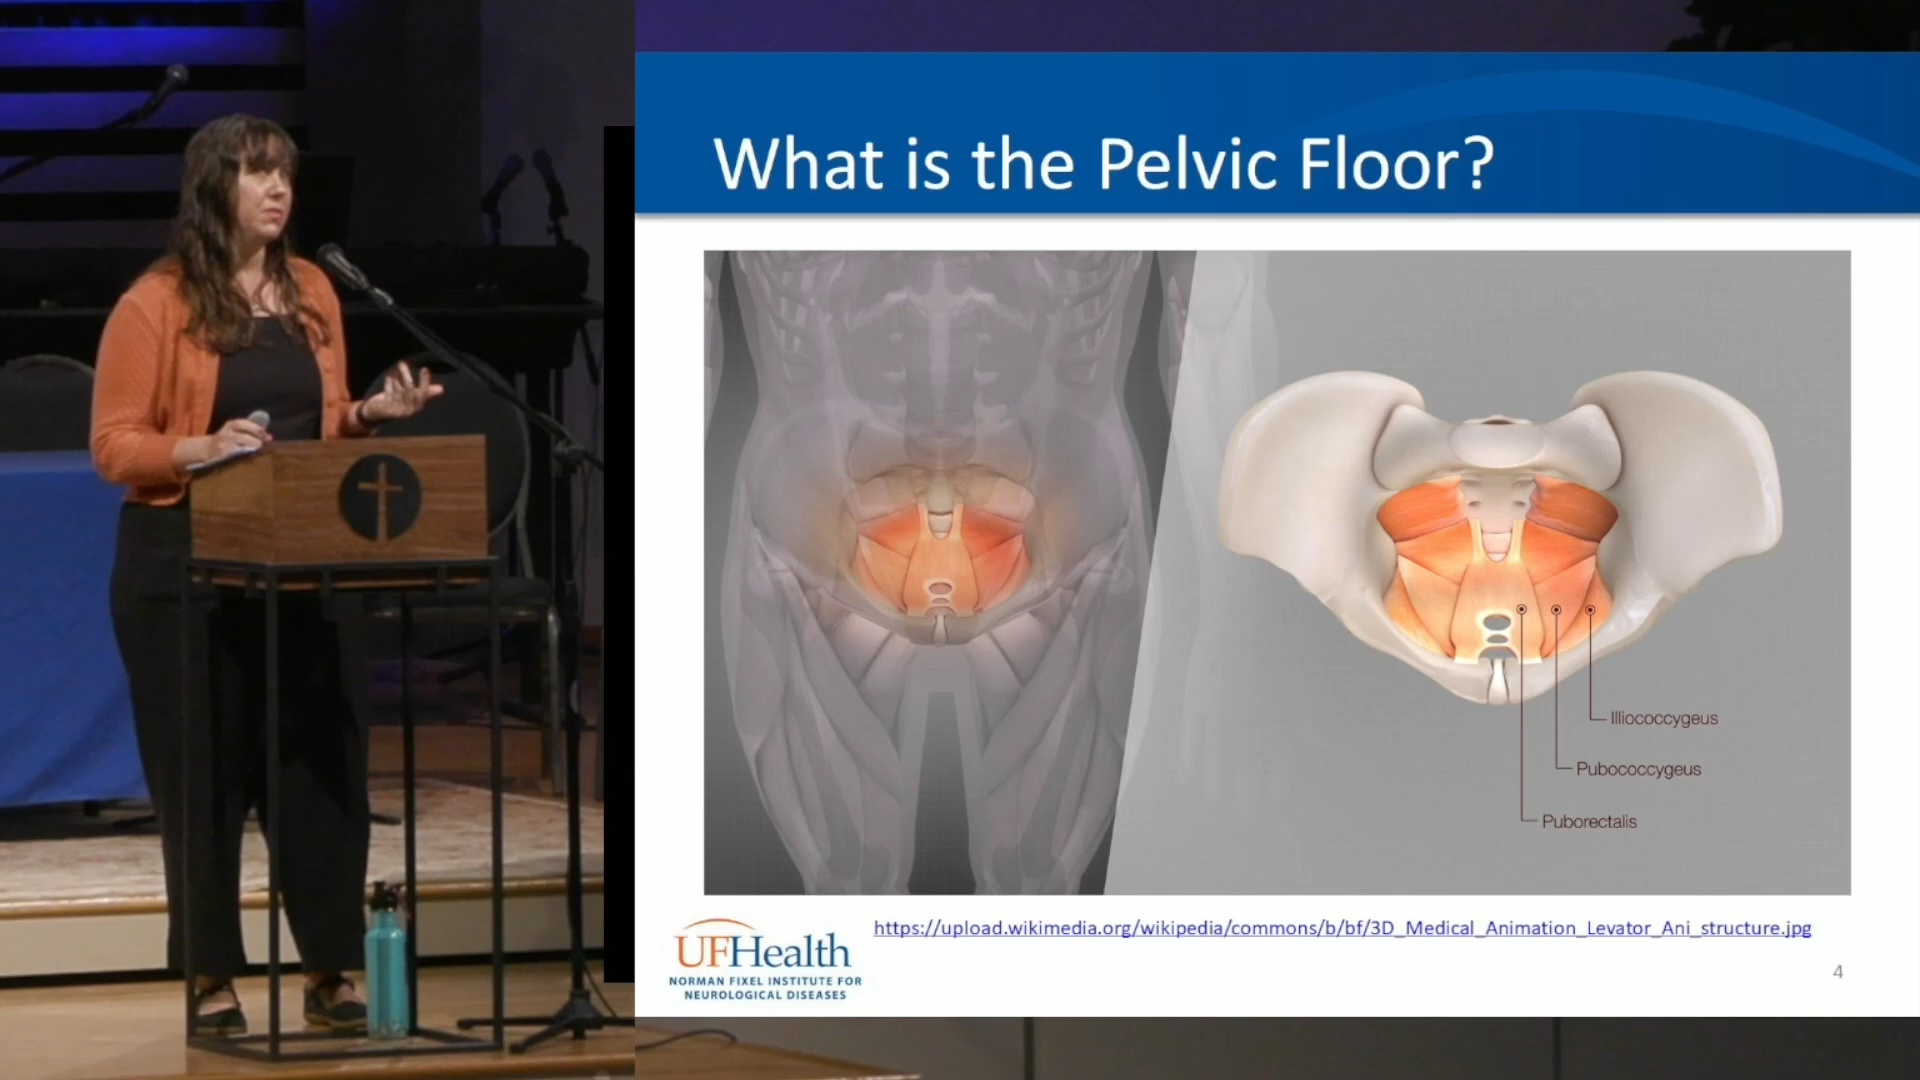 What is the Pelvic Floor?
Illiococcygeus
Pubococcygeus
Puborectalis
https://upload.wikimedia.org/wikipedia/commons/b/bf/3D_Medical_Animation_Levator_Ani_structure.jpg
UFHealth
NORMAN FIXEL INSTITUTE FOR
NEUROLOGICAL DISEASES
4